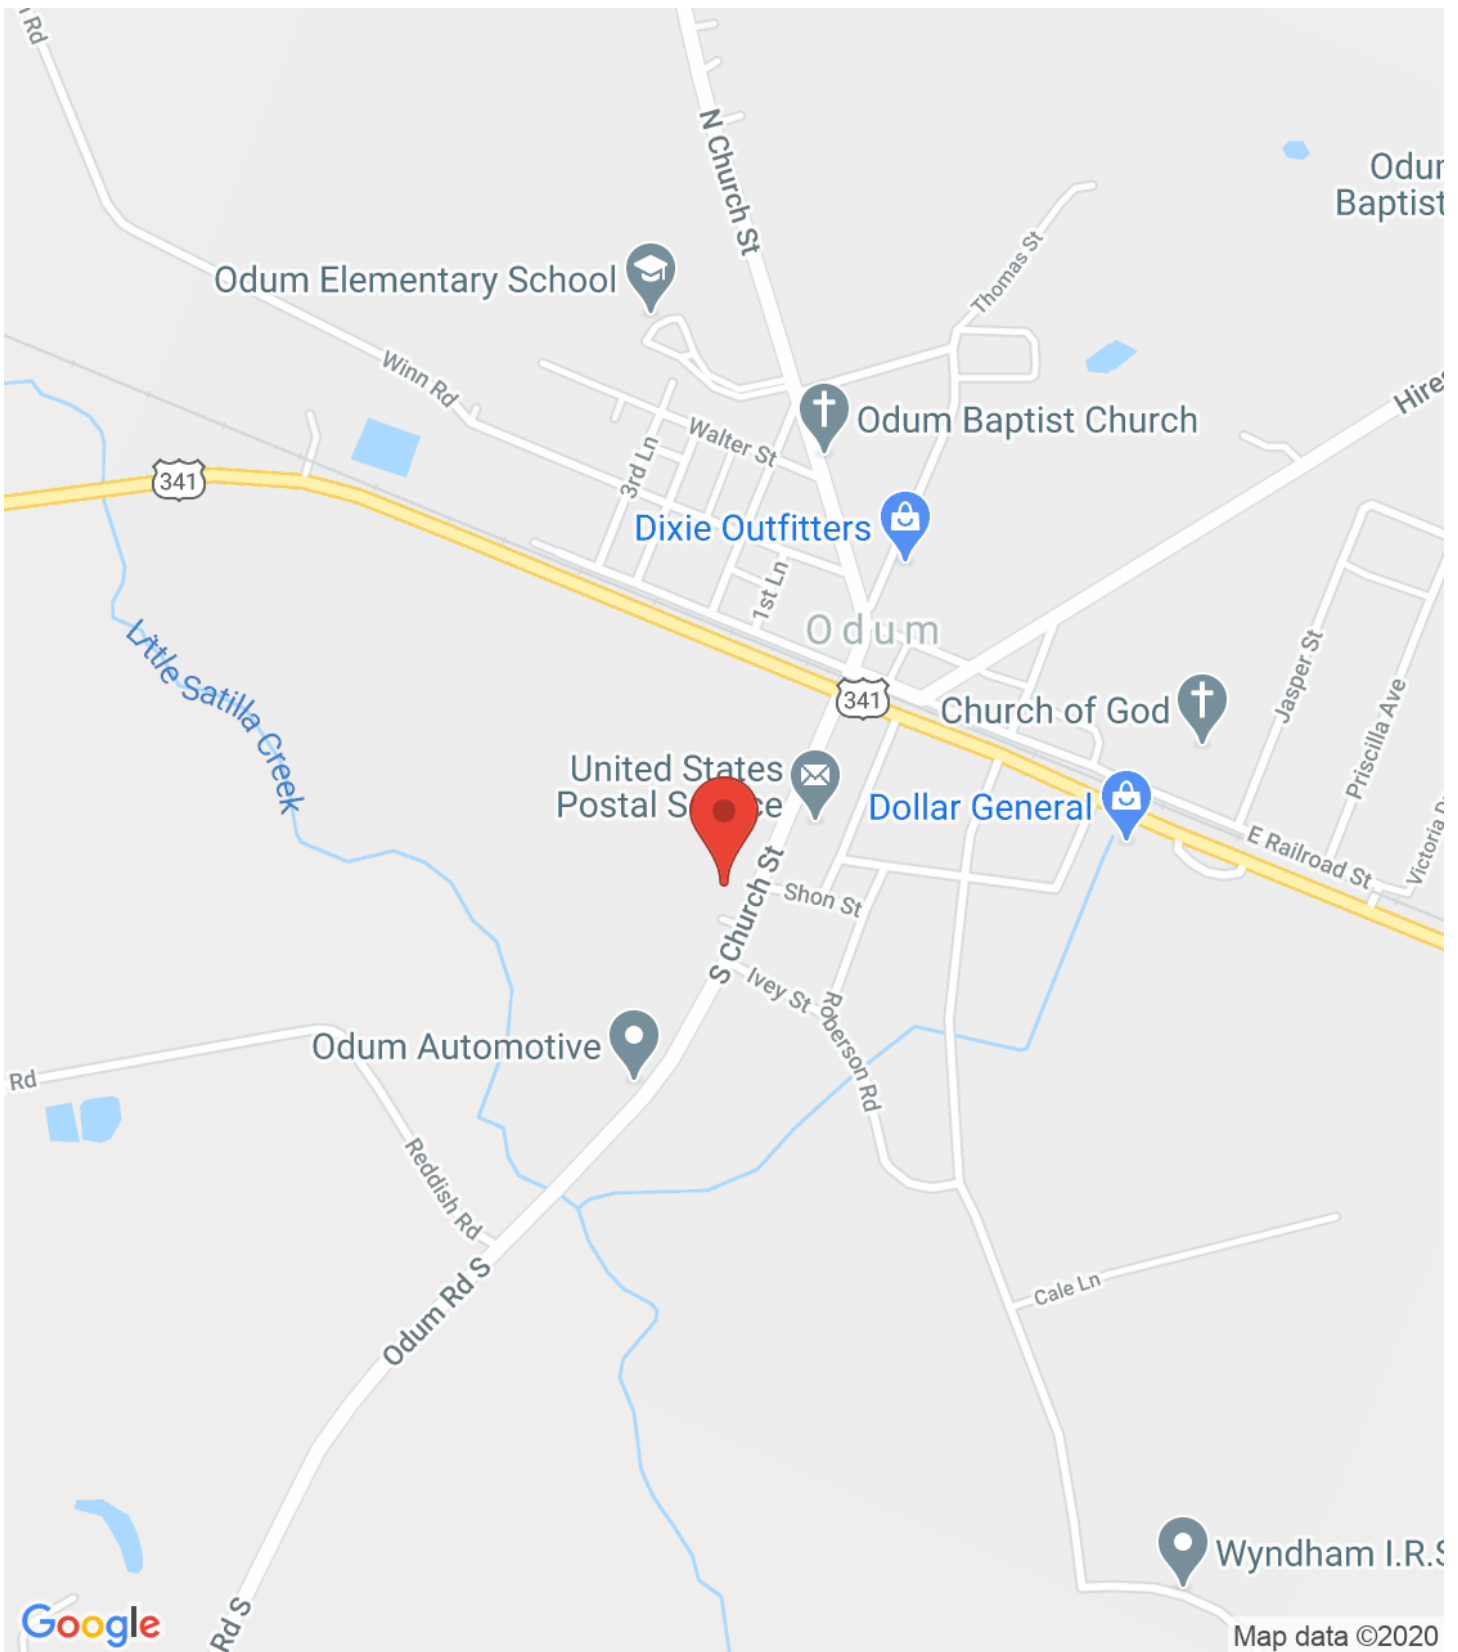 Rd
N Church St
Odum
Baptist
Thomas St
Odum Elementary School
Winn Rd
Hires
Walter St
Odum Baptist Church
3rd Ln
341
Dixie Outfitters
1st Ln
Odum
Little Satilla Creek
Jasper St
341
Church of God
Priscilla Ave
United States
Postal S ce
Dollar General
E Railroad St
Victoria D
S Church St
Shon St
Ivey St
Roberson Rd
Odum Automotive
Rd
Reddish Rd
Cale Ln
Odum Rd S
Wyndham I.R.S
Rd S
Google
Map data ©2020